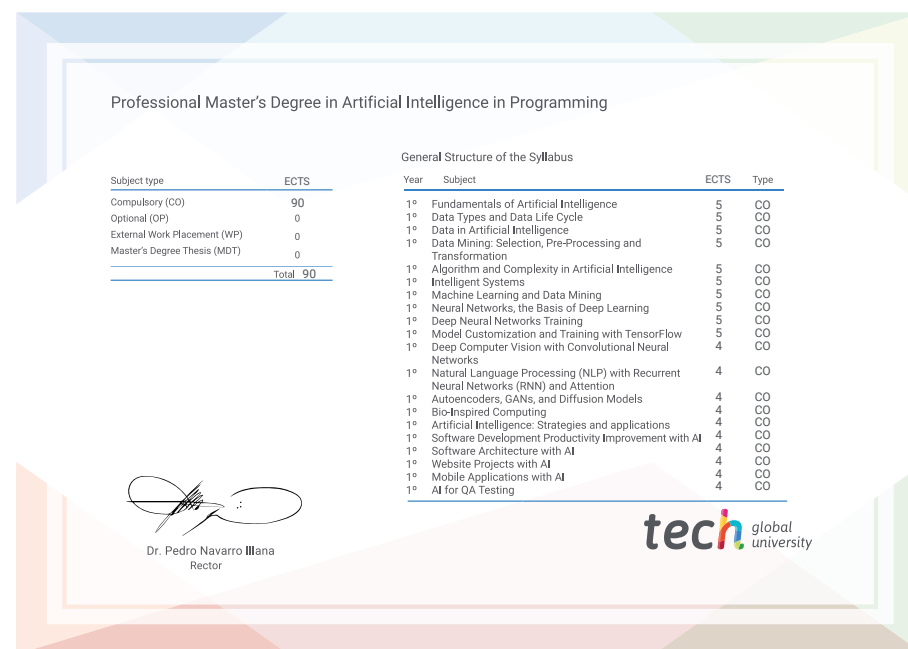 Professional Master's Degree in Artificial Intelligence in Programming
Subject type ECTS
Compulsory (CO) 90
Optional (OP) 0
External Work Placement (WP) 0
Master's Degree Thesis (MDT) 0
Total 90
General Structure of the Syllabus
Year Subject ECTS Type
1º Fundamentals of Artificial Intelligence 5 CO
1º Data Types and Data Life Cycle 5 CO
1º Data in Artificial Intelligence 5 CO
1º Data Mining: Selection, Pre-Processing and 5 CO
Transformation
1º Algorithm and Complexity in Artificial Intelligence 5 CO
1º Intelligent Systems 5 CO
1º Machine Learning and Data Mining 5 CO
1º Neural Networks, the Basis of Deep Learning 5 CO
1º Deep Neural Networks Training 5 CO
1º Model Customization and Training with TensorFlow 5 CO
1º Deep Computer Vision with Convolutional Neural 4 CO
Networks
1º Natural Language Processing (NLP) with Recurrent 4 CO
Neural Networks (RNN) and Attention
1º Autoencoders, GANs, and Diffusion Models 4 CO
1º Bio-Inspired Computing 4 CO
1º Artificial Intelligence: Strategies and applications 4 CO
1º Software Development Productivity Improvement with AI 4 CO
1º Software Architecture with AI 4 CO
1º Website Projects with AI 4 CO
1º Mobile Applications with AI 4 CO
1º AI for QA Testing 4 CO
Dr. Pedro Navarro Illana
Rector
tech global
university